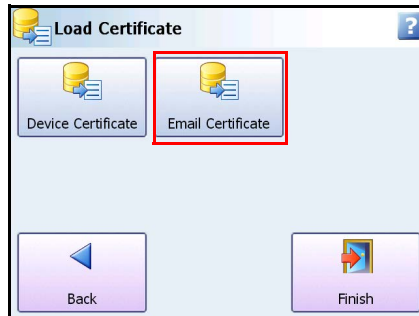 Load Certificate
?
Device Certificate
Email Certificate
Back
Finish